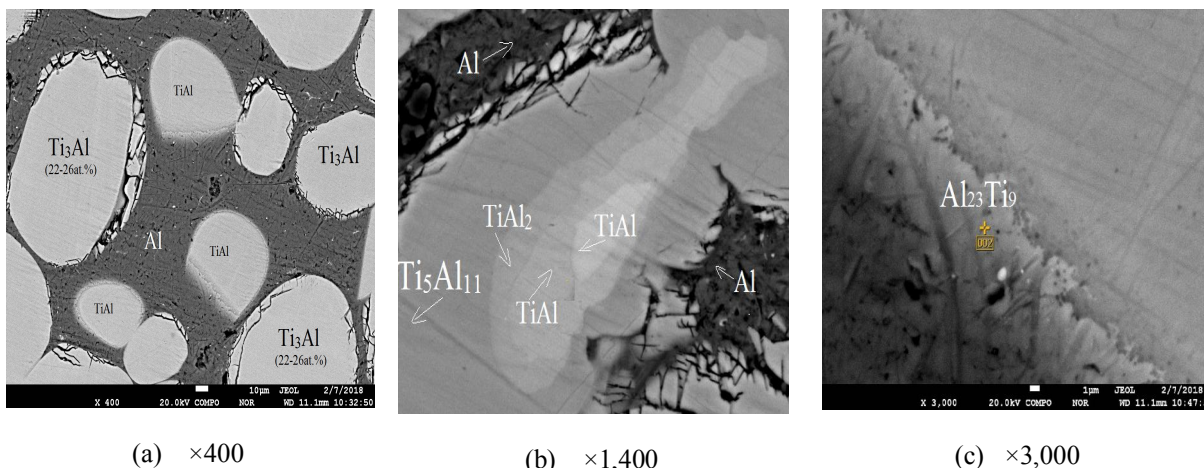 TiAl
Ti₃Al
(22-26at.%)
Ti₃Al
Al
TiAl
TiAl
Ti₃Al
(22-26at.%)
10µm JEOL 2/7/2018
X 400 20.0kV COMPO NOR WD 11.1mm 10:32:50
(a) ×400
Al
TiAl₂
TiAl
Ti₅Al₁₁
TiAl
Al
(b) ×1,400
Al₂₃Ti₉
002
1µm JEOL 2/7/2018
X 3,000 20.0kV COMPO NOR WD 11.1mm 10:47:
(c) ×3,000